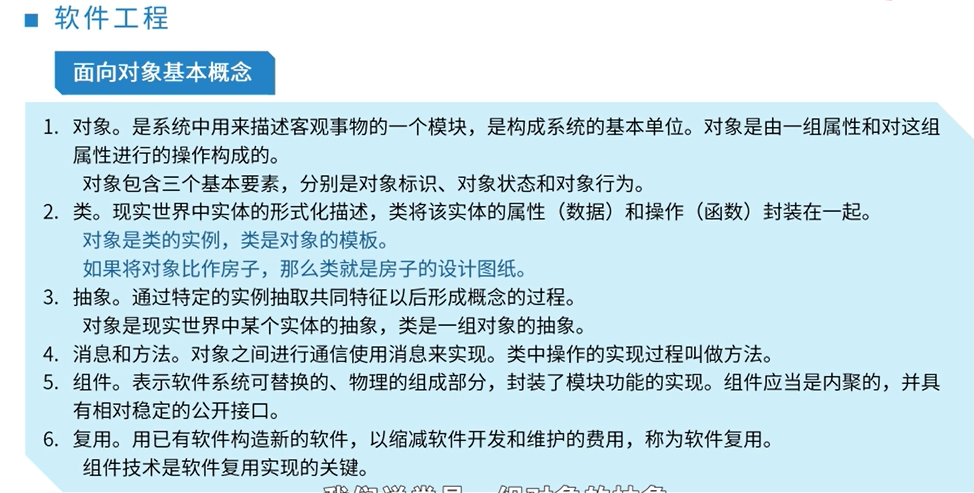 ■ 软件工程
面向对象基本概念
1. 对象。是系统中用来描述客观事物的一个模块，是构成系统的基本单位。对象是由一组属性和对这组
属性进行的操作构成的。
对象包含三个基本要素，分别是对象标识、对象状态和对象行为。
2. 类。现实世界中实体的形式化描述，类将该实体的属性（数据）和操作（函数）封装在一起。
对象是类的实例，类是对象的模板。
如果将对象比作房子，那么类就是房子的设计图纸。
3. 抽象。通过特定的实例抽取共同特征以后形成概念的过程。
对象是现实世界中某个实体的抽象，类是一组对象的抽象。
4. 消息和方法。对象之间进行通信使用消息来实现。类中操作的实现过程叫做方法。
5. 组件。表示软件系统可替换的、物理的组成部分，封装了模块功能的实现。组件应当是内聚的，并具
有相对稳定的公开接口。
6. 复用。用已有软件构造新的软件，以缩减软件开发和维护的费用，称为软件复用。
组件技术是软件复用实现的关键。